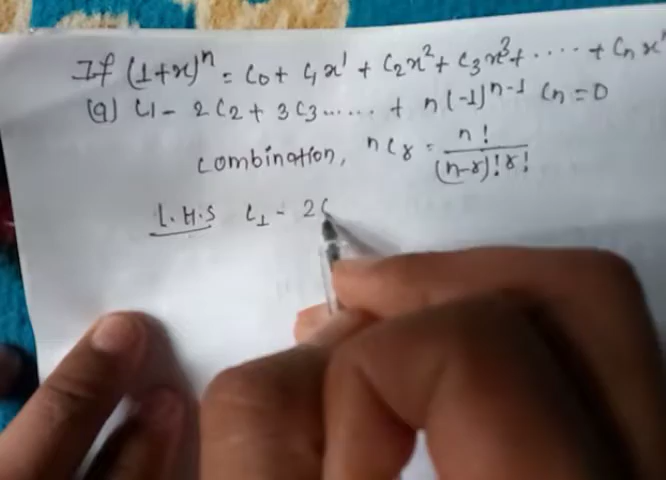 If (1+x)^n = C0 + C1x^1 + C2x^2 + C3x^3 + ..... + Cn x^n
(a) C1 - 2C2 + 3C3 ...... + n(-1)^n-1 Cn = 0
Combination, nCr = n! / (n-r)! r!
L.H.S C1 - 2C